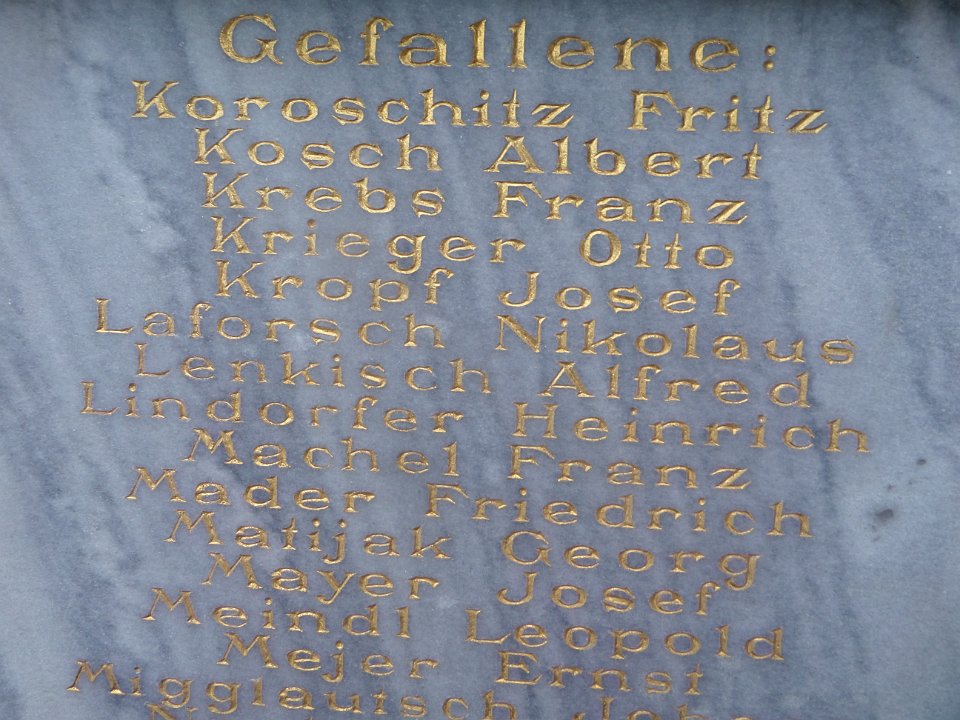 Gefallene:
Koroschitz Fritz
Kosch Albert
Krebs Franz
Krieger Otto
Kropf Josef
Laforsch Nikolaus
Lenkisch Alfred
Lindorfer Heinrich
Machel Franz
Mader Friedrich
Matijak Georg
Mayer Josef
Meindl Leopold
Mejer Ernst
Migglautsch